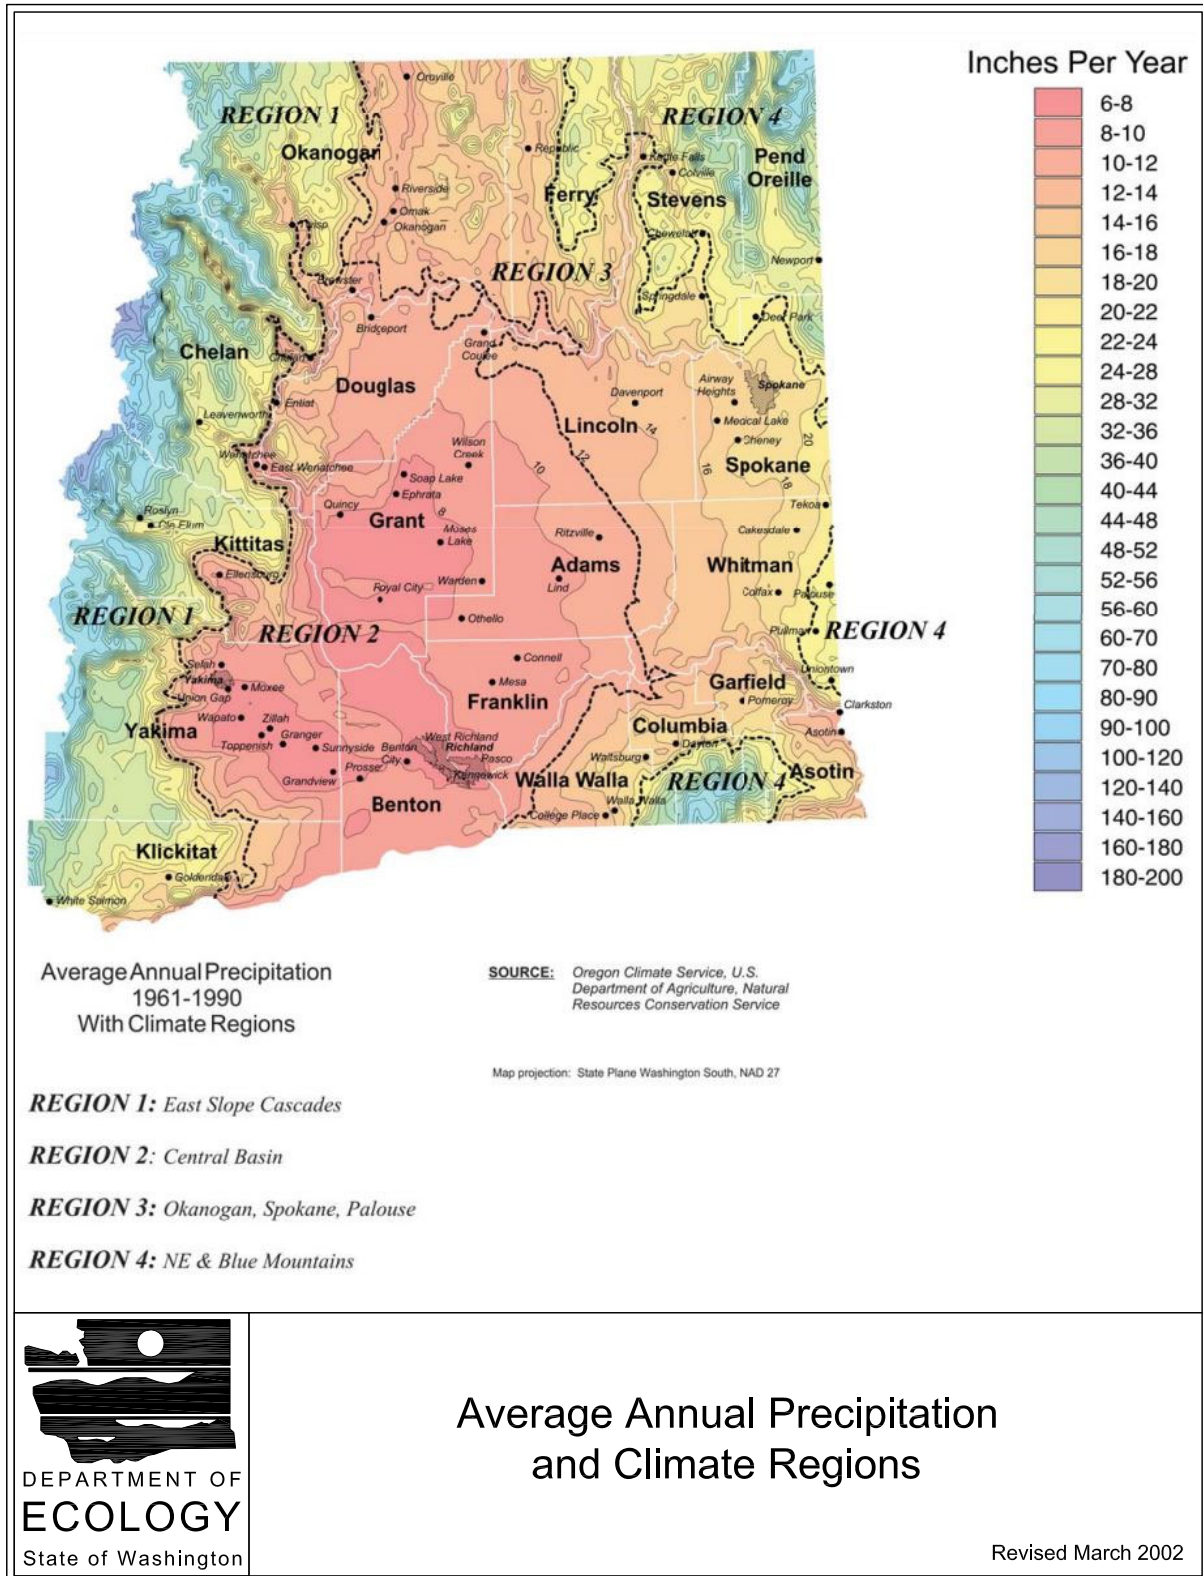 Inches Per Year
6-8
8-10
10-12
12-14
14-16
16-18
18-20
20-22
22-24
24-28
28-32
32-36
36-40
40-44
44-48
48-52
52-56
56-60
60-70
70-80
80-90
90-100
100-120
120-140
140-160
160-180
180-200
Oroville
REGION 1
REGION 4
Okanogan
Republic
Kettle Falls
Colville
Pend
Oreille
Riverside
Omak
Okanogan
Ferry
Stevens
Twisp
Chewelah
REGION 3
Newport
Brewster
Springdale
Bridgeport
Deer Park
Grand
Coulee
Chelan
Chelan
Douglas
Airway
Heights
Spokane
Entiat
Davenport
Leavenworth
Lincoln
14
Medical Lake
Wenatchee
East Wenatchee
Wilson
Creek
12
Cheney
20
Soap Lake
10
16
Spokane
18
Ephrata
Quincy
8
Tekoa
Roslyn
Cle Elum
Grant
Moses
Lake
Ritzville
Oakesdale
Kittitas
Ellensburg
Warden
Adams
Whitman
Royal City
Lind
Colfax
Palouse
REGION 1
REGION 2
Othello
Pullman
REGION 4
Selah
Yakima
Connell
Uniontown
Union Gap
Moxee
Mesa
Garfield
Franklin
Pomeroy
Clarkston
Yakima
Wapato
Zillah
Columbia
Asotin
Toppenish
Granger
Sunnyside
Benton
City
West Richland
Richland
Pasco
Dayton
Waitsburg
Grandview
Prosser
Kennewick
Walla Walla
REGION 4
Asotin
Benton
Walla Walla
College Place
Klickitat
Goldendale
White Salmon
Average Annual Precipitation
1961-1990
With Climate Regions
SOURCE: Oregon Climate Service, U.S.
Department of Agriculture, Natural
Resources Conservation Service
Map projection: State Plane Washington South, NAD 27
REGION 1: East Slope Cascades
REGION 2: Central Basin
REGION 3: Okanogan, Spokane, Palouse
REGION 4: NE & Blue Mountains
DEPARTMENT OF
ECOLOGY
State of Washington
Average Annual Precipitation
and Climate Regions
Revised March 2002